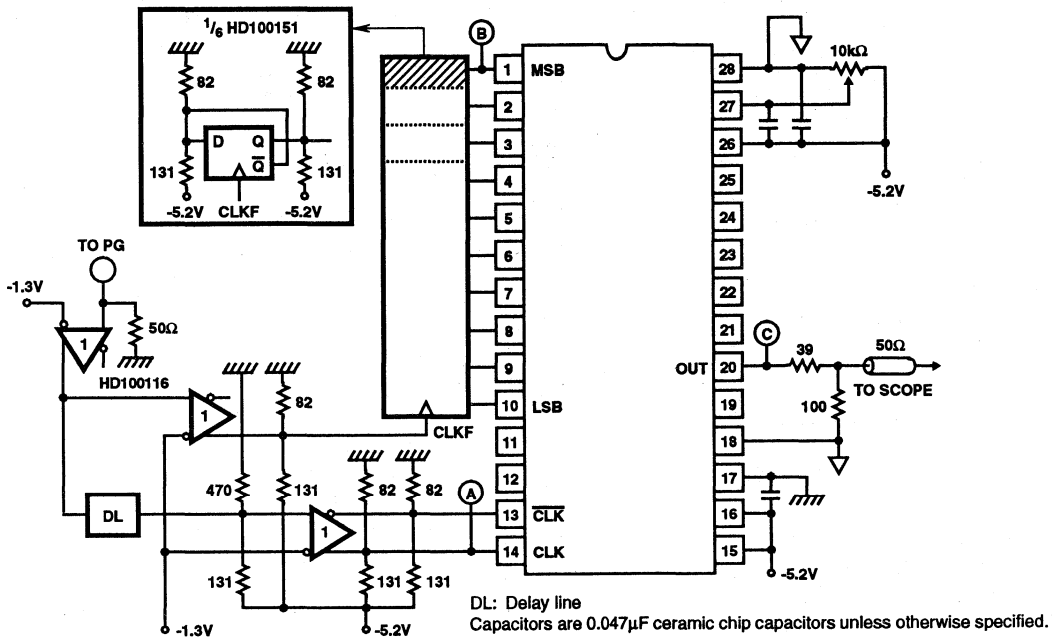 1/6 HD100151
82
82
D
Q
Q̅
131
131
-5.2V
CLKF
-5.2V
B
1
MSB
2
3
4
5
6
7
8
9
10
LSB
11
12
13
C̅L̅K̅
14
CLK
28
27
26
25
24
23
22
21
20
OUT
19
18
17
16
15
10kΩ
-5.2V
C
39
50Ω
TO SCOPE
100
-5.2V
TO PG
-1.3V
1
50Ω
HD100116
1
82
CLKF
470
131
82
82
A
DL
1
131
131
131
-1.3V
-5.2V
DL: Delay line
Capacitors are 0.047μF ceramic chip capacitors unless otherwise specified.